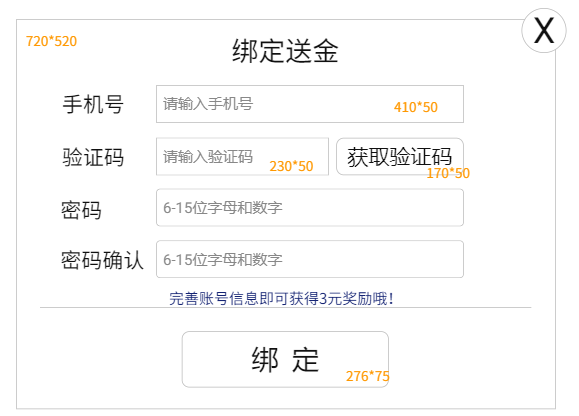 X
720*520
绑定送金
手机号 请输入手机号 410*50
验证码 请输入验证码 230*50 获取验证码 170*50
密码 6-15位字母和数字
密码确认 6-15位字母和数字
完善账号信息即可获得3元奖励哦!
绑 定 276*75